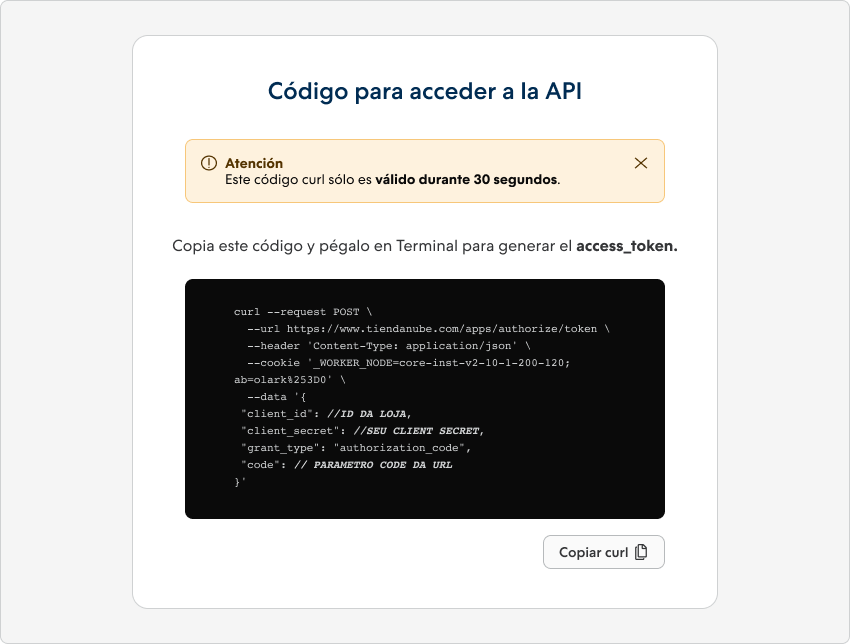 Código para acceder a la API
Atención
Este código curl sólo es válido durante 30 segundos.
Copia este código y pégalo en Terminal para generar el access_token.
curl --request POST \
--url https://www.tiendanube.com/apps/authorize/token \
--header 'Content-Type: application/json' \
--cookie '_WORKER_NODE=core-inst-v2-10-1-200-120;
ab=olark%253D0' \
--data '{
"client_id": //ID DA LOJA,
"client_secret": //SEU CLIENT SECRET,
"grant_type": "authorization_code",
"code": // PARAMETRO CODE DA URL
}'
Copiar curl